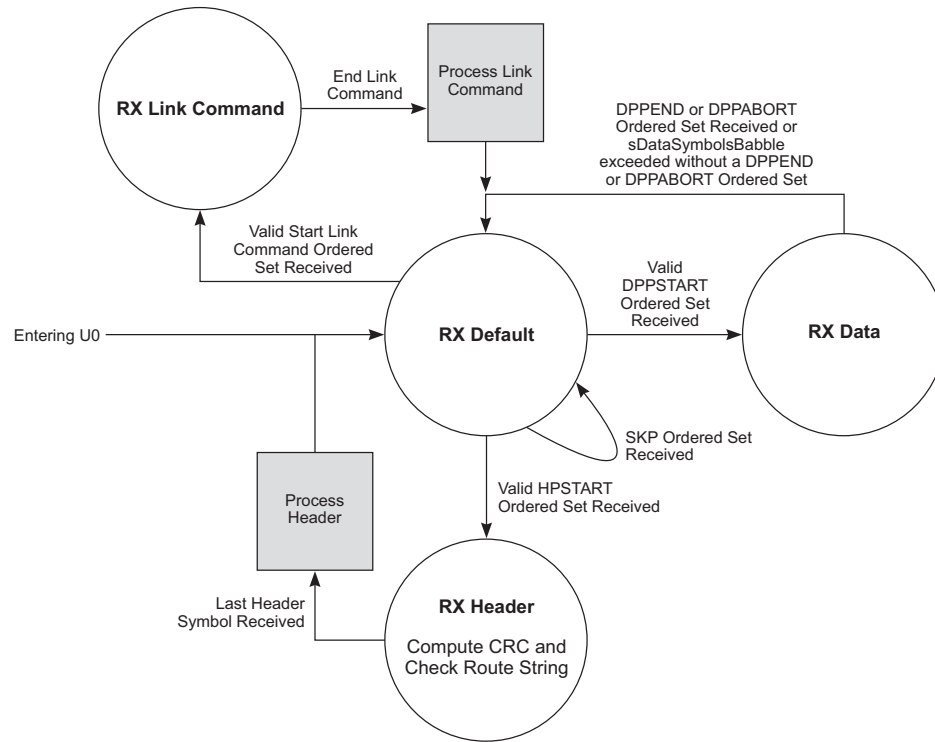 RX Link Command
End Link
Command
Process Link
Command
DPPEND or DPPABORT
Ordered Set Received or
sDataSymbolsBabble
exceeded without a DPPEND
or DPPABORT Ordered Set
Valid Start Link
Command Ordered
Set Received
Entering U0
RX Default
Valid
DPPSTART
Ordered Set
Received
RX Data
SKP Ordered Set
Received
Process
Header
Valid HPSTART
Ordered Set Received
Last Header
Symbol Received
RX Header
Compute CRC and
Check Route String